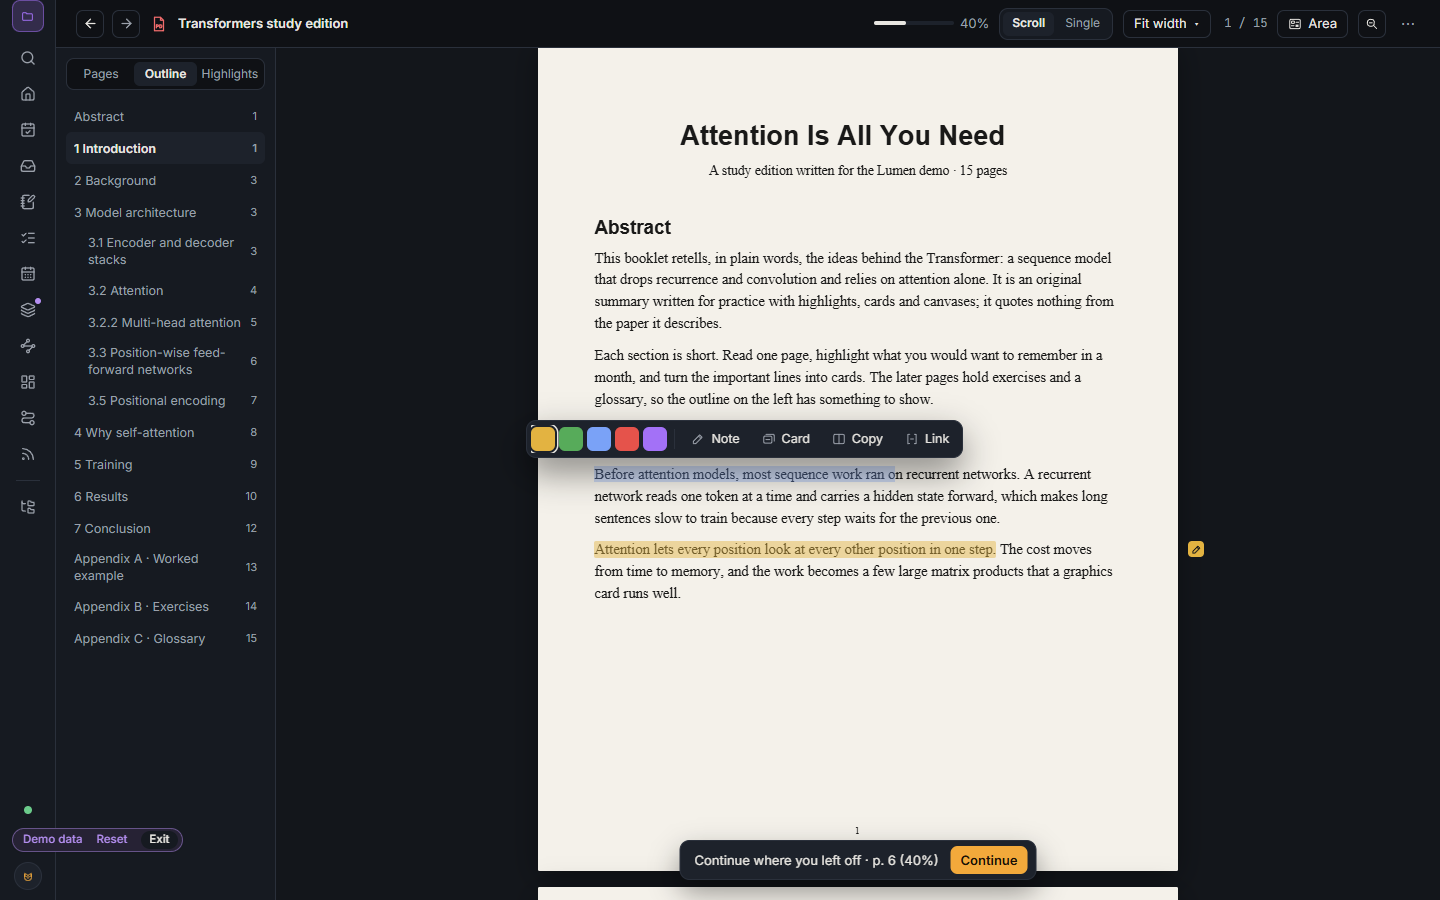 Transformers study edition
40%
Scroll
Single
Fit width
1 / 15
Area
Pages
Outline
Highlights
Abstract 1
1 Introduction 1
2 Background 3
3 Model architecture 3
3.1 Encoder and decoder
stacks 3
3.2 Attention 4
3.2.2 Multi-head attention 5
3.3 Position-wise feed-
forward networks 6
3.5 Positional encoding 7
4 Why self-attention 8
5 Training 9
6 Results 10
7 Conclusion 12
Appendix A · Worked
example 13
Appendix B · Exercises 14
Appendix C · Glossary 15
Demo data Reset Exit
Attention Is All You Need
A study edition written for the Lumen demo · 15 pages
Abstract
This booklet retells, in plain words, the ideas behind the Transformer: a sequence model
that drops recurrence and convolution and relies on attention alone. It is an original
summary written for practice with highlights, cards and canvases; it quotes nothing from
the paper it describes.
Each section is short. Read one page, highlight what you would want to remember in a
month, and turn the important lines into cards. The later pages hold exercises and a
glossary, so the outline on the left has something to show.
Note Card Copy Link
Before attention models, most sequence work ran on recurrent networks. A recurrent
network reads one token at a time and carries a hidden state forward, which makes long
sentences slow to train because every step waits for the previous one.
Attention lets every position look at every other position in one step. The cost moves
from time to memory, and the work becomes a few large matrix products that a graphics
card runs well.
1
Continue where you left off · p. 6 (40%)
Continue